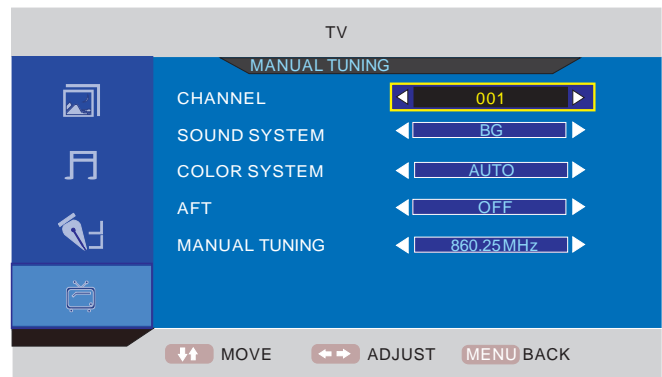 TV
MANUAL TUNING
CHANNEL 001
SOUND SYSTEM BG
COLOR SYSTEM AUTO
AFT OFF
MANUAL TUNING 860.25MHz
MOVE ADJUST MENU BACK